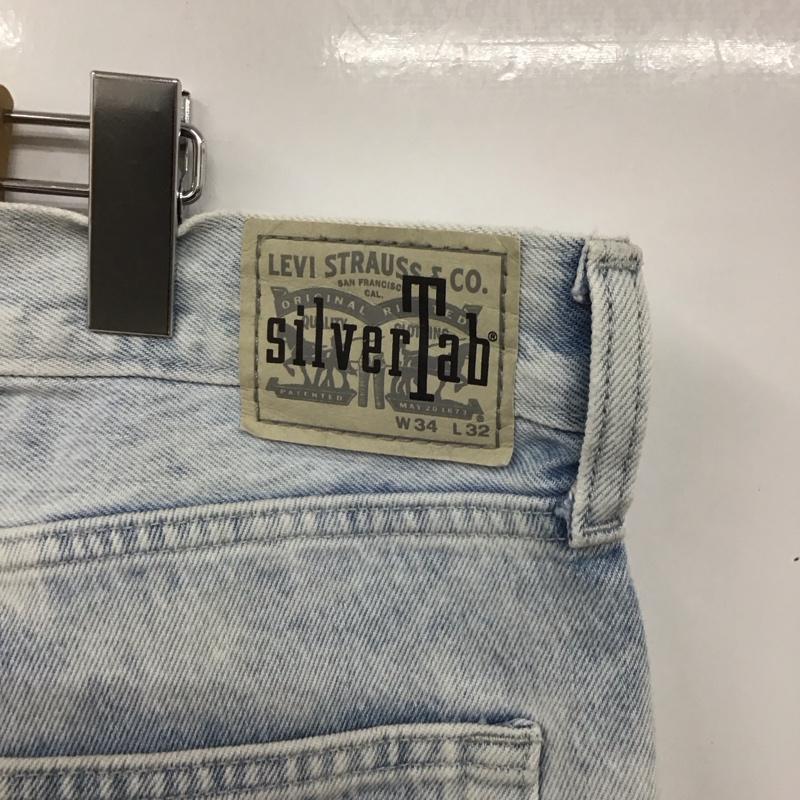 LEVI STRAUSS & CO.
SAN FRANCISCO
CAL.
ORIGINAL RIVETED
QUALITY CLOTHING
silverTab®
PATENTED MAY 20 1873
W34 L32